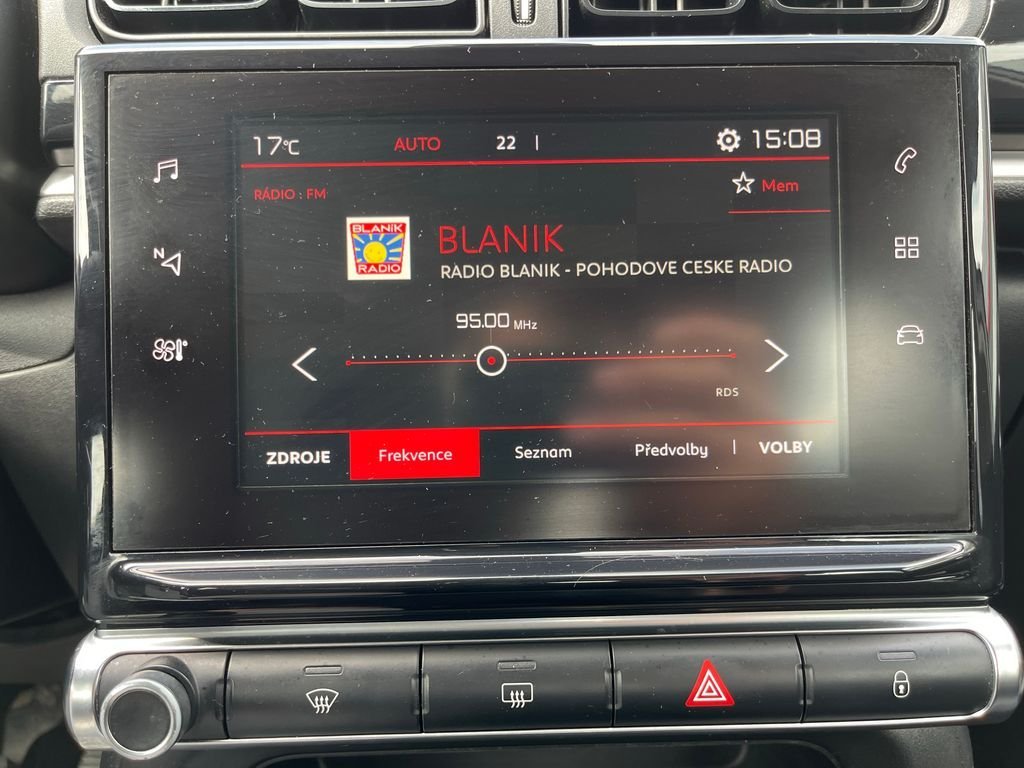 17°C AUTO 22 15:08
RÁDIO : FM
Mem
BLANIK
RADIO
BLANIK
RADIO BLANIK - POHODOVE CESKE RADIO
95.00 MHz
RDS
ZDROJE Frekvence Seznam Předvolby VOLBY
N